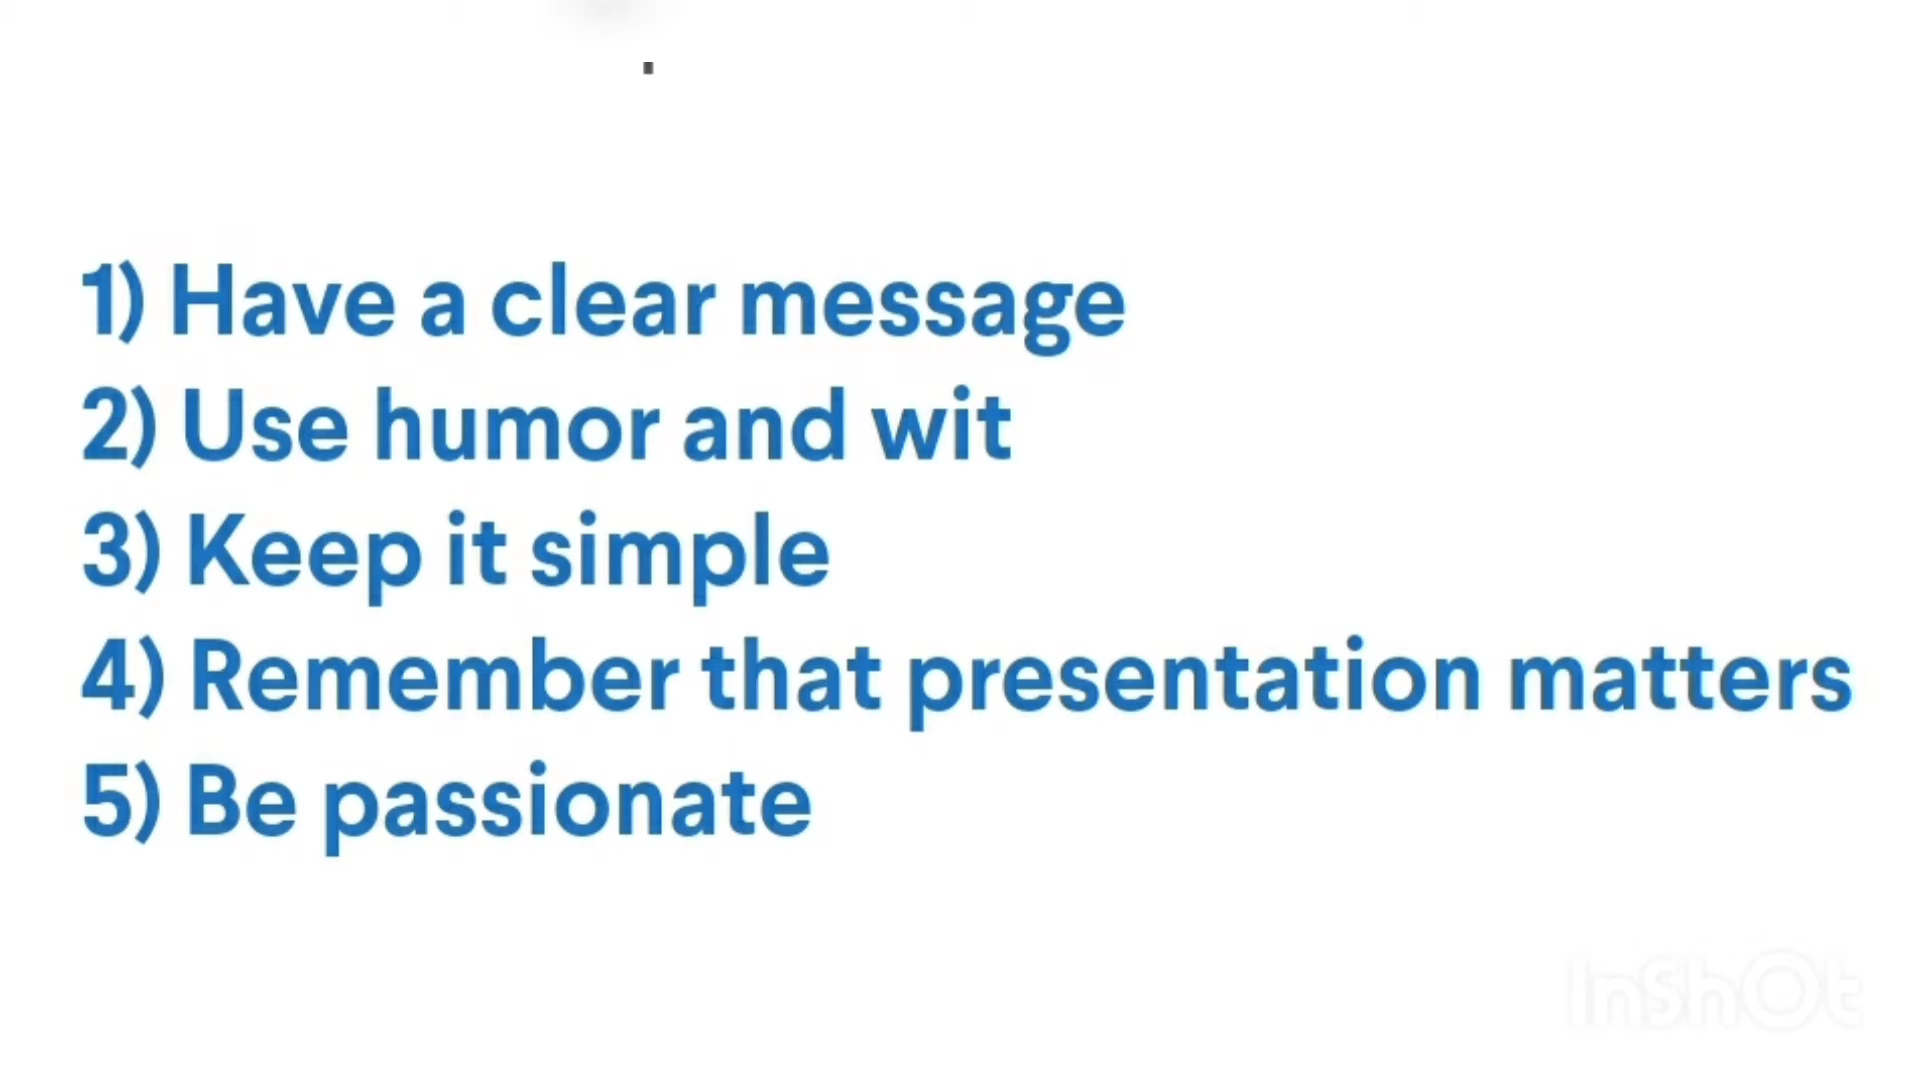 1) Have a clear message
2) Use humor and wit
3) Keep it simple
4) Remember that presentation matters
5) Be passionate
InShOt